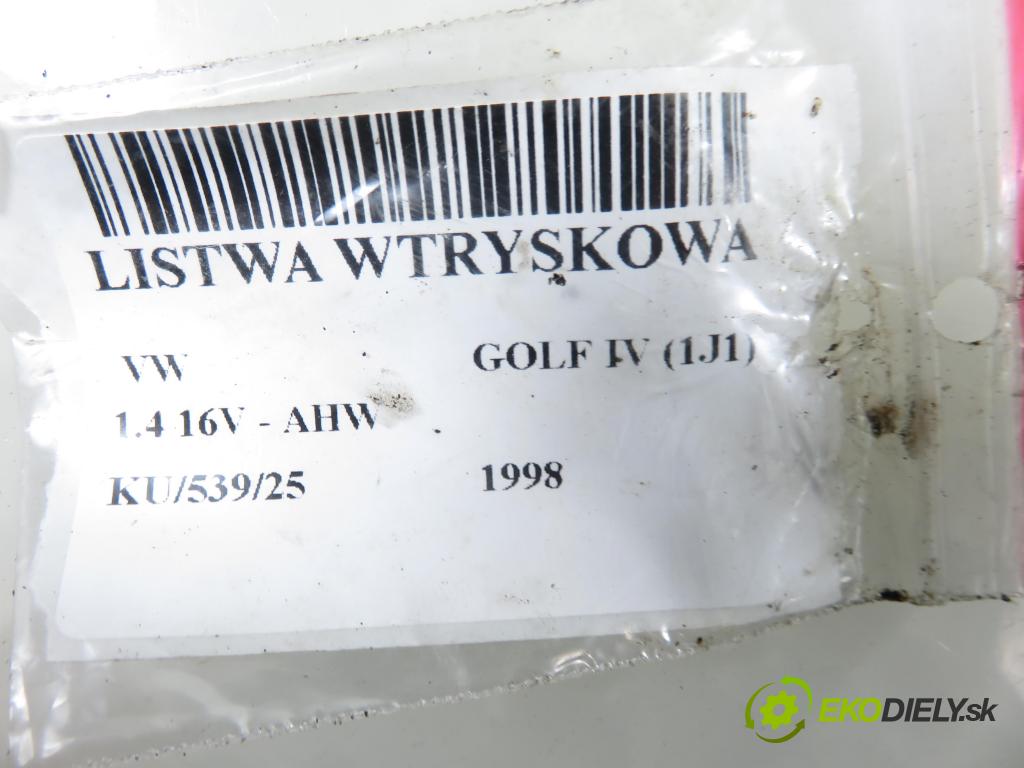 LISTWA WTRYSKOWA
VW GOLF IV (1J1)
1.4 16V - AHW
KU/539/25 1998
EKODIELY.sk